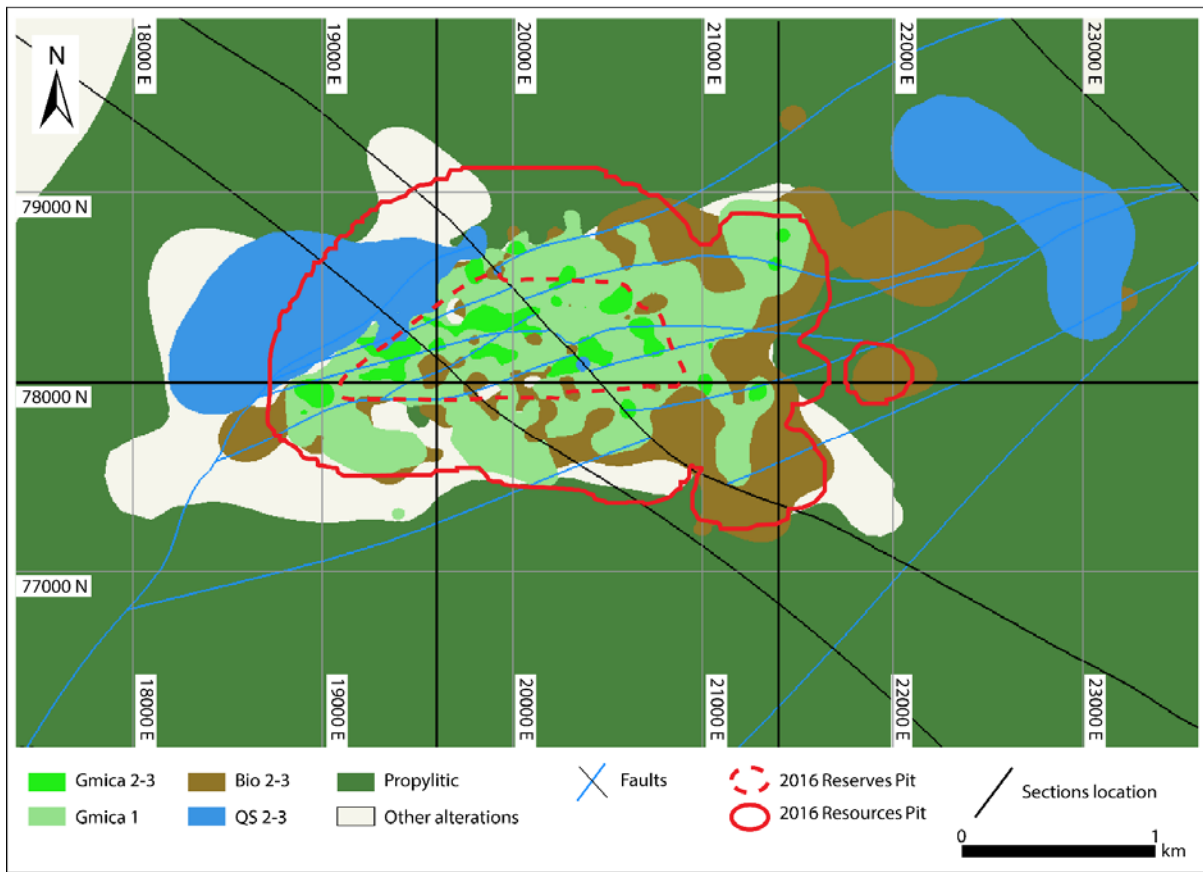 N
18000 E
19000 E
20000 E
21000 E
22000 E
23000 E
79000 N
78000 N
77000 N
18000 E
19000 E
20000 E
21000 E
22000 E
23000 E
Gmica 2-3
Bio 2-3
Propylitic
Faults
2016 Reserves Pit
Sections location
Gmica 1
QS 2-3
Other alterations
2016 Resources Pit
0
1
km